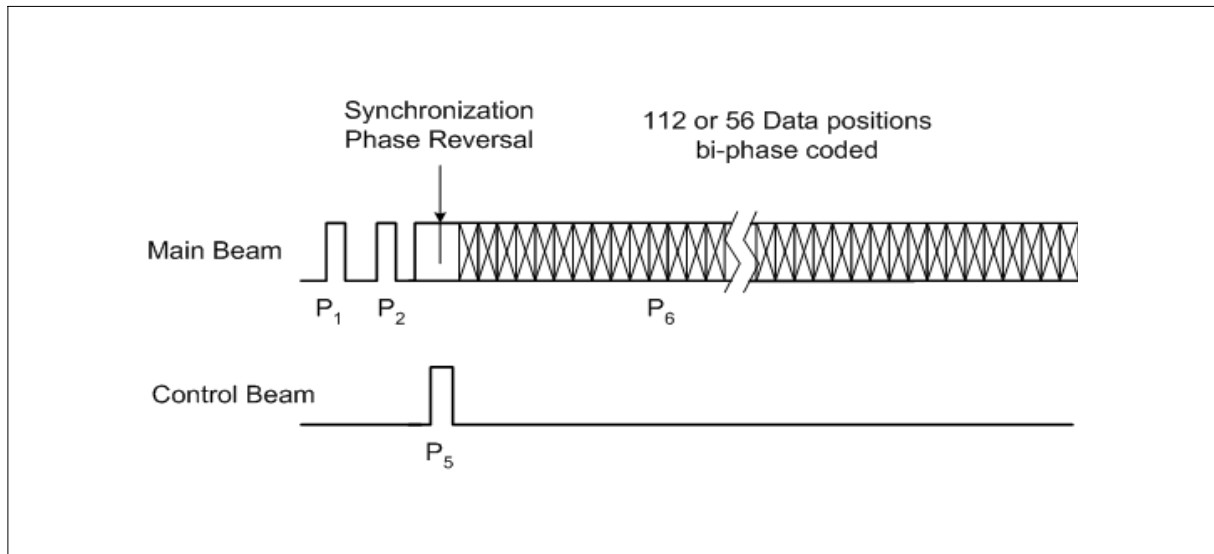 Synchronization
Phase Reversal
112 or 56 Data positions
bi-phase coded
Main Beam
P1
P2
P6
Control Beam
P5